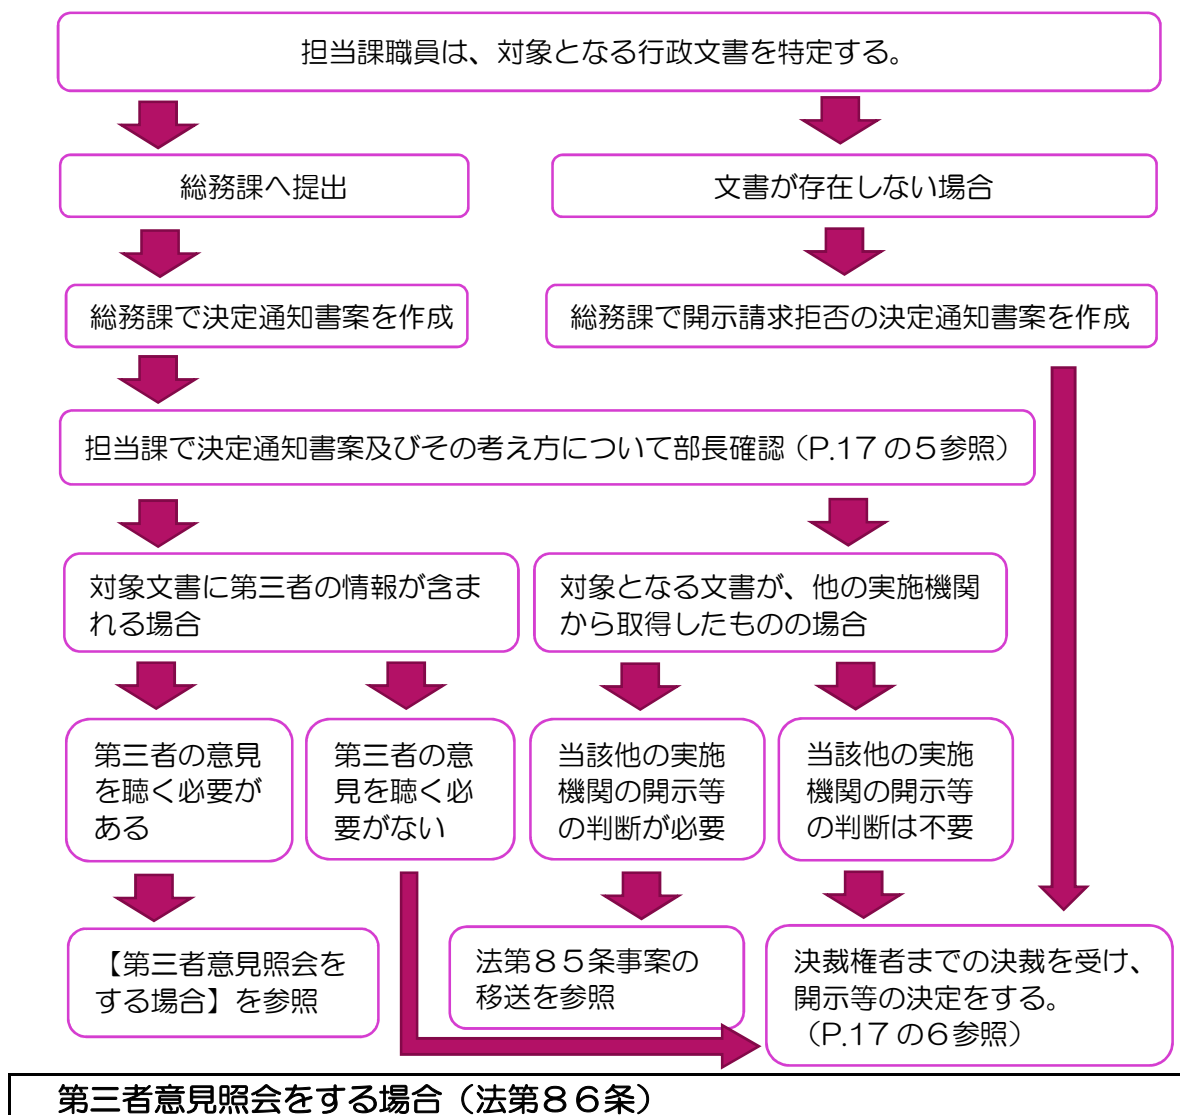 担当課職員は、対象となる行政文書を特定する。
総務課へ提出
文書が存在しない場合
総務課で決定通知書案を作成
総務課で開示請求拒否の決定通知書案を作成
担当課で決定通知書案及びその考え方について部長確認（P.17の５参照）
対象文書に第三者の情報が含ま
れる場合
対象となる文書が、他の実施機関
から取得したものの場合
第三者の意見
を聴く必要が
ある
第三者の意
見を聴く必
要がない
当該他の実施
機関の開示等
の判断が必要
当該他の実施
機関の開示等
の判断は不要
【第三者意見照会を
する場合】を参照
法第８５条事案の
移送を参照
決裁権者までの決裁を受け、
開示等の決定をする。
（P.17の６参照）
第三者意見照会をする場合（法第８６条）